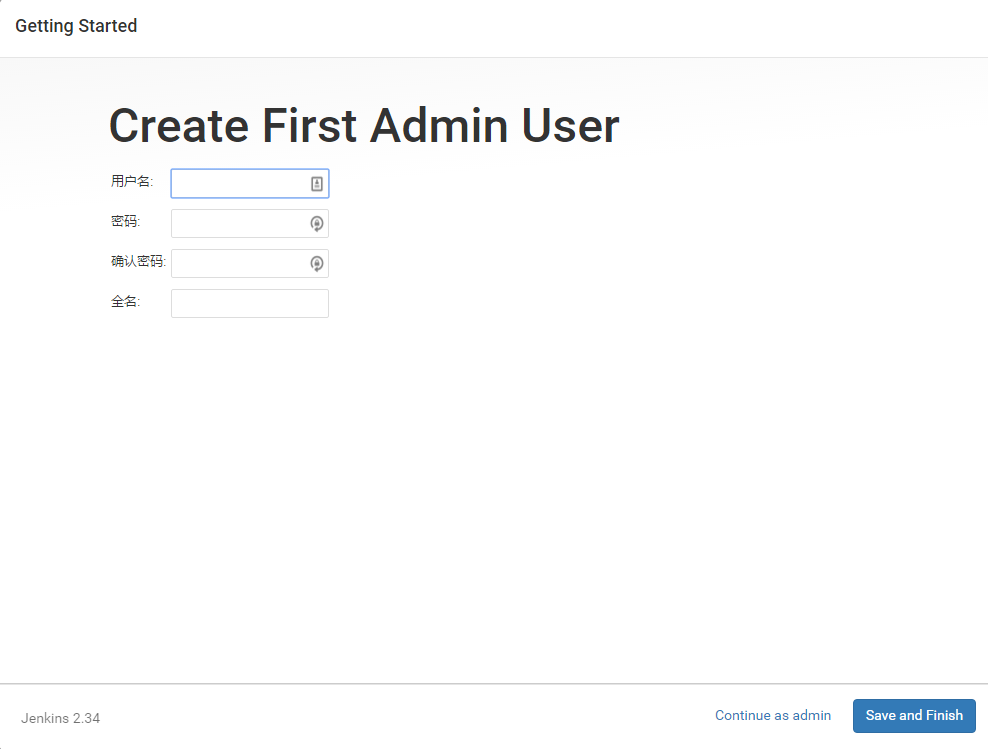 Getting Started
Create First Admin User
用户名:
密码:
确认密码:
全名:
Jenkins 2.34
Continue as admin
Save and Finish